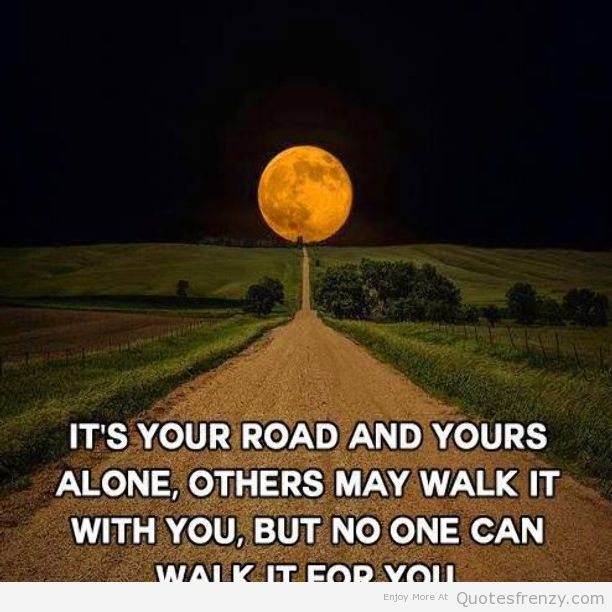 IT'S YOUR ROAD AND YOURS
ALONE, OTHERS MAY WALK IT
WITH YOU, BUT NO ONE CAN
WALK IT FOR YOU
Enjoy More At Quotesfrenzy.com